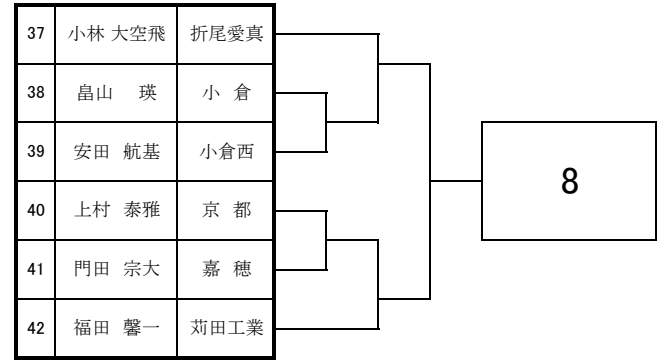 37 小林 大空飛 折尾愛真
38 畠山 瑛 小 倉
39 安田 航基 小倉西
40 上村 泰雅 京 都
41 門田 宗大 嘉 穂
42 福田 馨一 苅田工業
8